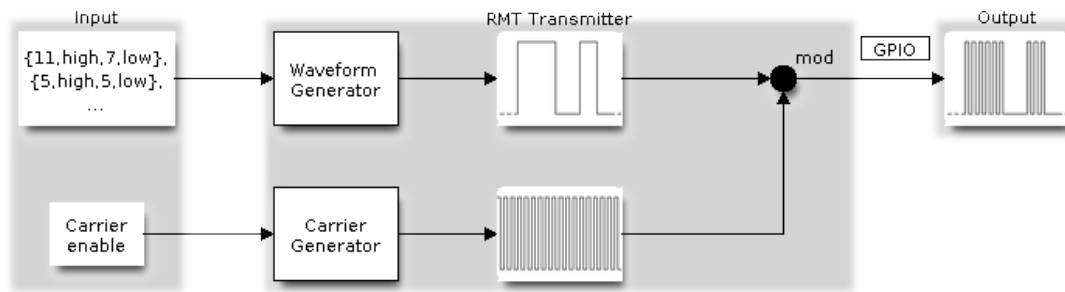 Input
RMT Transmitter
Output
{11,high,7,low},
{5,high,5,low},
...
Waveform
Generator
mod
GPIO
Carrier
enable
Carrier
Generator